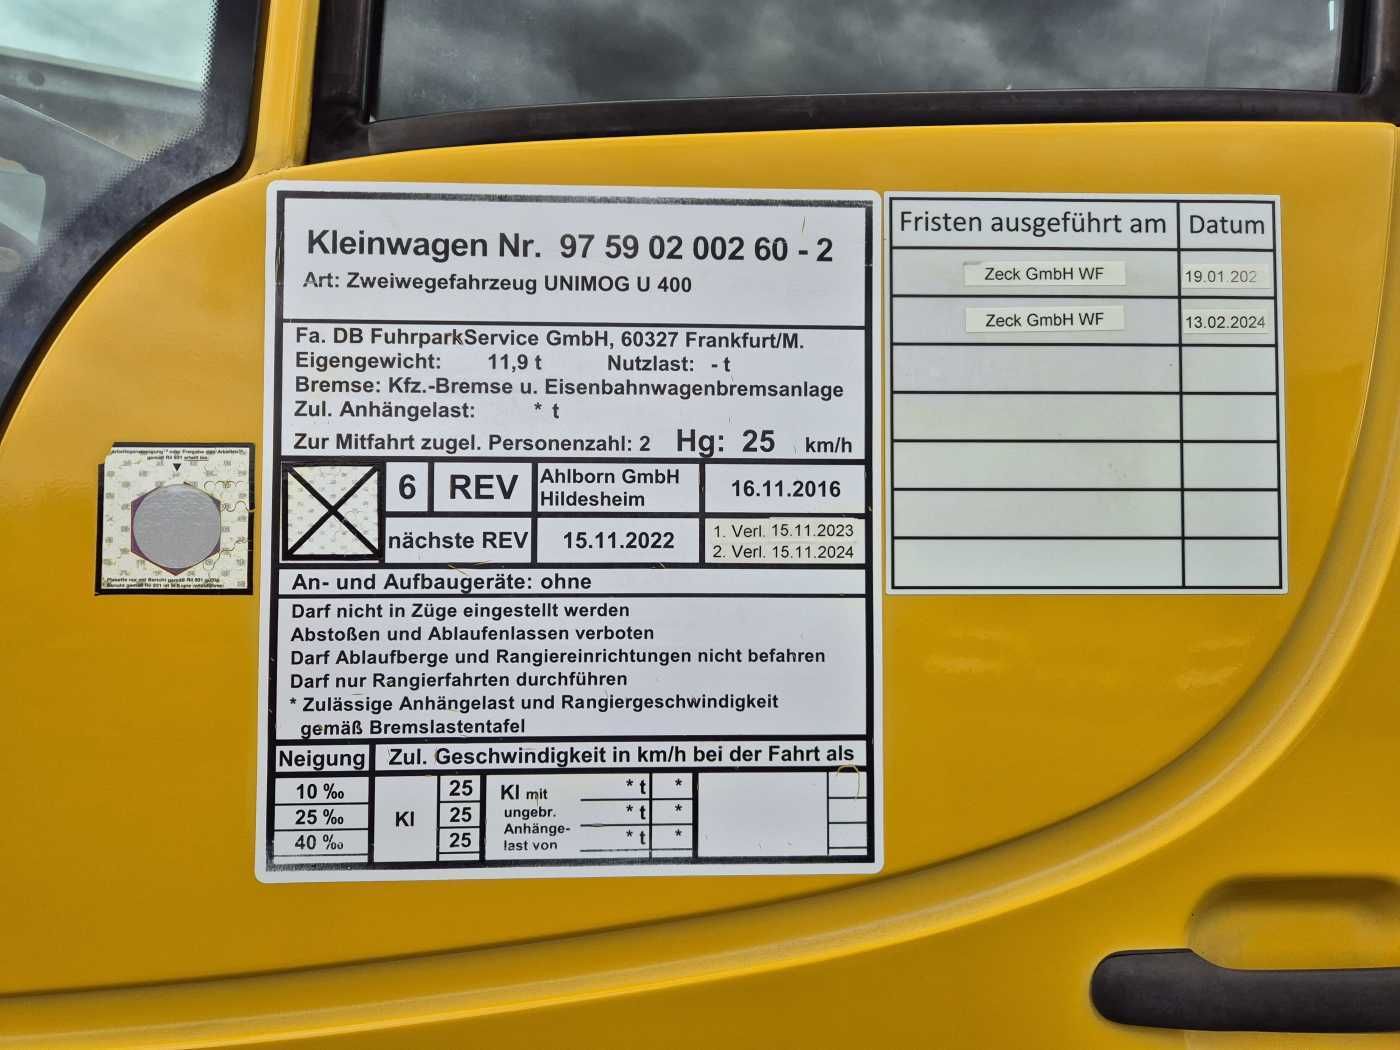 Kleinwagen Nr. 97 59 02 002 60 - 2
Art: Zweiwegefahrzeug UNIMOG U 400
Fa. DB FuhrparkService GmbH, 60327 Frankfurt/M.
Eigengewicht: 11,9 t Nutzlast: - t
Bremse: Kfz.-Bremse u. Eisenbahnwagenbremsanlage
Zul. Anhängelast: * t
Zur Mitfahrt zugel. Personenzahl: 2 Hg: 25 km/h
6 REV Ahlborn GmbH Hildesheim 16.11.2016
nächste REV 15.11.2022 1. Verl. 15.11.2023
2. Verl. 15.11.2024
An- und Aufbaugeräte: ohne
Darf nicht in Züge eingestellt werden
Abstoßen und Ablaufenlassen verboten
Darf Ablaufberge und Rangiereinrichtungen nicht befahren
Darf nur Rangierfahrten durchführen
* Zulässige Anhängelast und Rangiergeschwindigkeit
gemäß Bremslastentafel
Neigung Zul. Geschwindigkeit in km/h bei der Fahrt als
10 ‰ 25 Kl mit * t *
25 ‰ Kl 25 ungebr. * t *
Anhänge-
40 ‰ 25 last von * t *
Fristen ausgeführt am Datum
Zeck GmbH WF 19.01.202
Zeck GmbH WF 13.02.2024
gemäß Ril 931 erteilt bis: